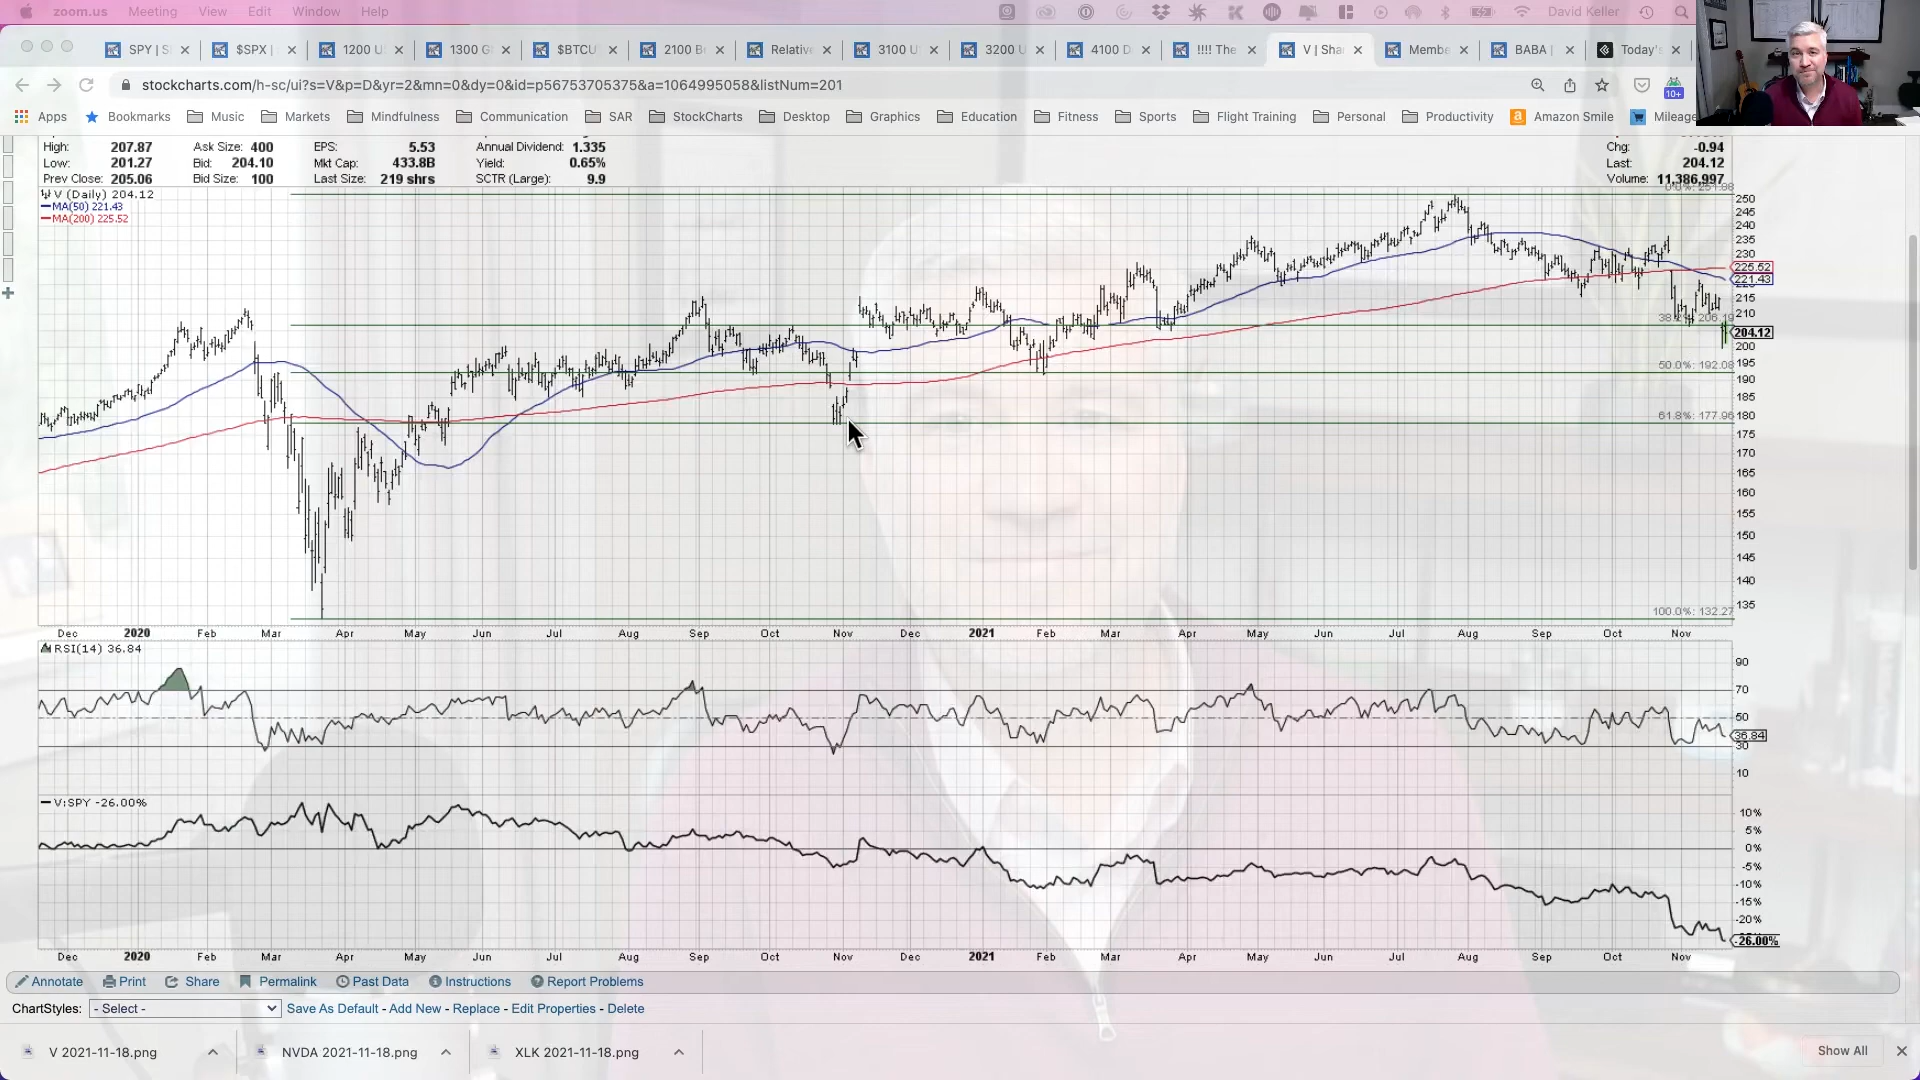 zoom.us Meeting View Edit Window Help David Keller
SPY | S $SPX | 1200 U 1300 G $BTCU 2100 B Relative 3100 U 3200 U 4100 D !!!! The V | Sha Membe BABA | Today's
stockcharts.com/h-sc/ui?s=V&p=D&yr=2&mn=0&dy=0&id=p56753705375&a=1064995058&listNum=201
10+
Apps Bookmarks Music Markets Mindfulness Communication SAR StockCharts Desktop Graphics Education Fitness Sports Flight Training Personal Productivity Amazon Smile Mileage
High: 207.87 Ask Size: 400 EPS: 5.53 Annual Dividend: 1.335 Chg: -0.94
Low: 201.27 Bid: 204.10 Mkt Cap: 433.8B Yield: 0.65% Last: 204.12
Prev Close: 205.06 Bid Size: 100 Last Size: 219 shrs SCTR (Large): 9.9 Volume: 11,386,997
V (Daily) 204.12
MA(50) 221.43
MA(200) 225.52
250
245
240
235
230
225.52
221.43
215
210
38.2%: 206.19
204.12
200
195
50.0%: 192.08
190
185
61.8%: 177.96
180
175
170
165
160
155
150
145
140
135
100.0%: 132.27
Dec 2020 Feb Mar Apr May Jun Jul Aug Sep Oct Nov Dec 2021 Feb Mar Apr May Jun Jul Aug Sep Oct Nov
RSI(14) 36.84
90
70
50
36.84
30
10
V:SPY -26.00%
10%
5%
0%
-5%
-10%
-15%
-20%
-26.00%
Dec 2020 Feb Mar Apr May Jun Jul Aug Sep Oct Nov Dec 2021 Feb Mar Apr May Jun Jul Aug Sep Oct Nov
Annotate Print Share Permalink Past Data Instructions Report Problems
ChartStyles: - Select - Save As Default - Add New - Replace - Edit Properties - Delete
V 2021-11-18.png NVDA 2021-11-18.png XLK 2021-11-18.png Show All